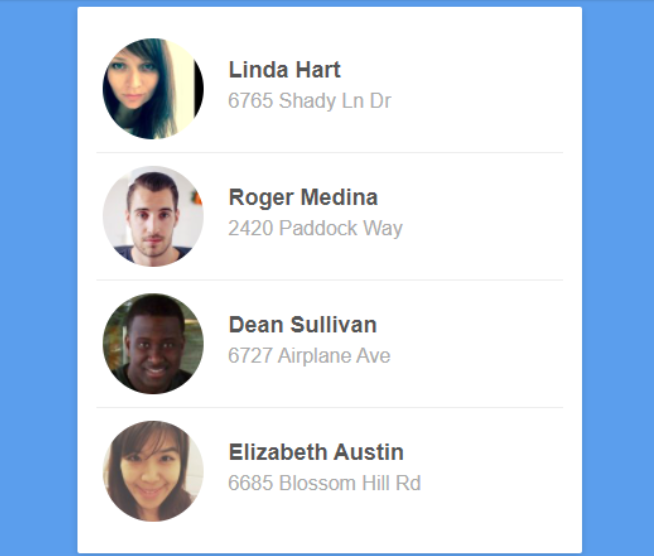 Linda Hart
6765 Shady Ln Dr
Roger Medina
2420 Paddock Way
Dean Sullivan
6727 Airplane Ave
Elizabeth Austin
6685 Blossom Hill Rd